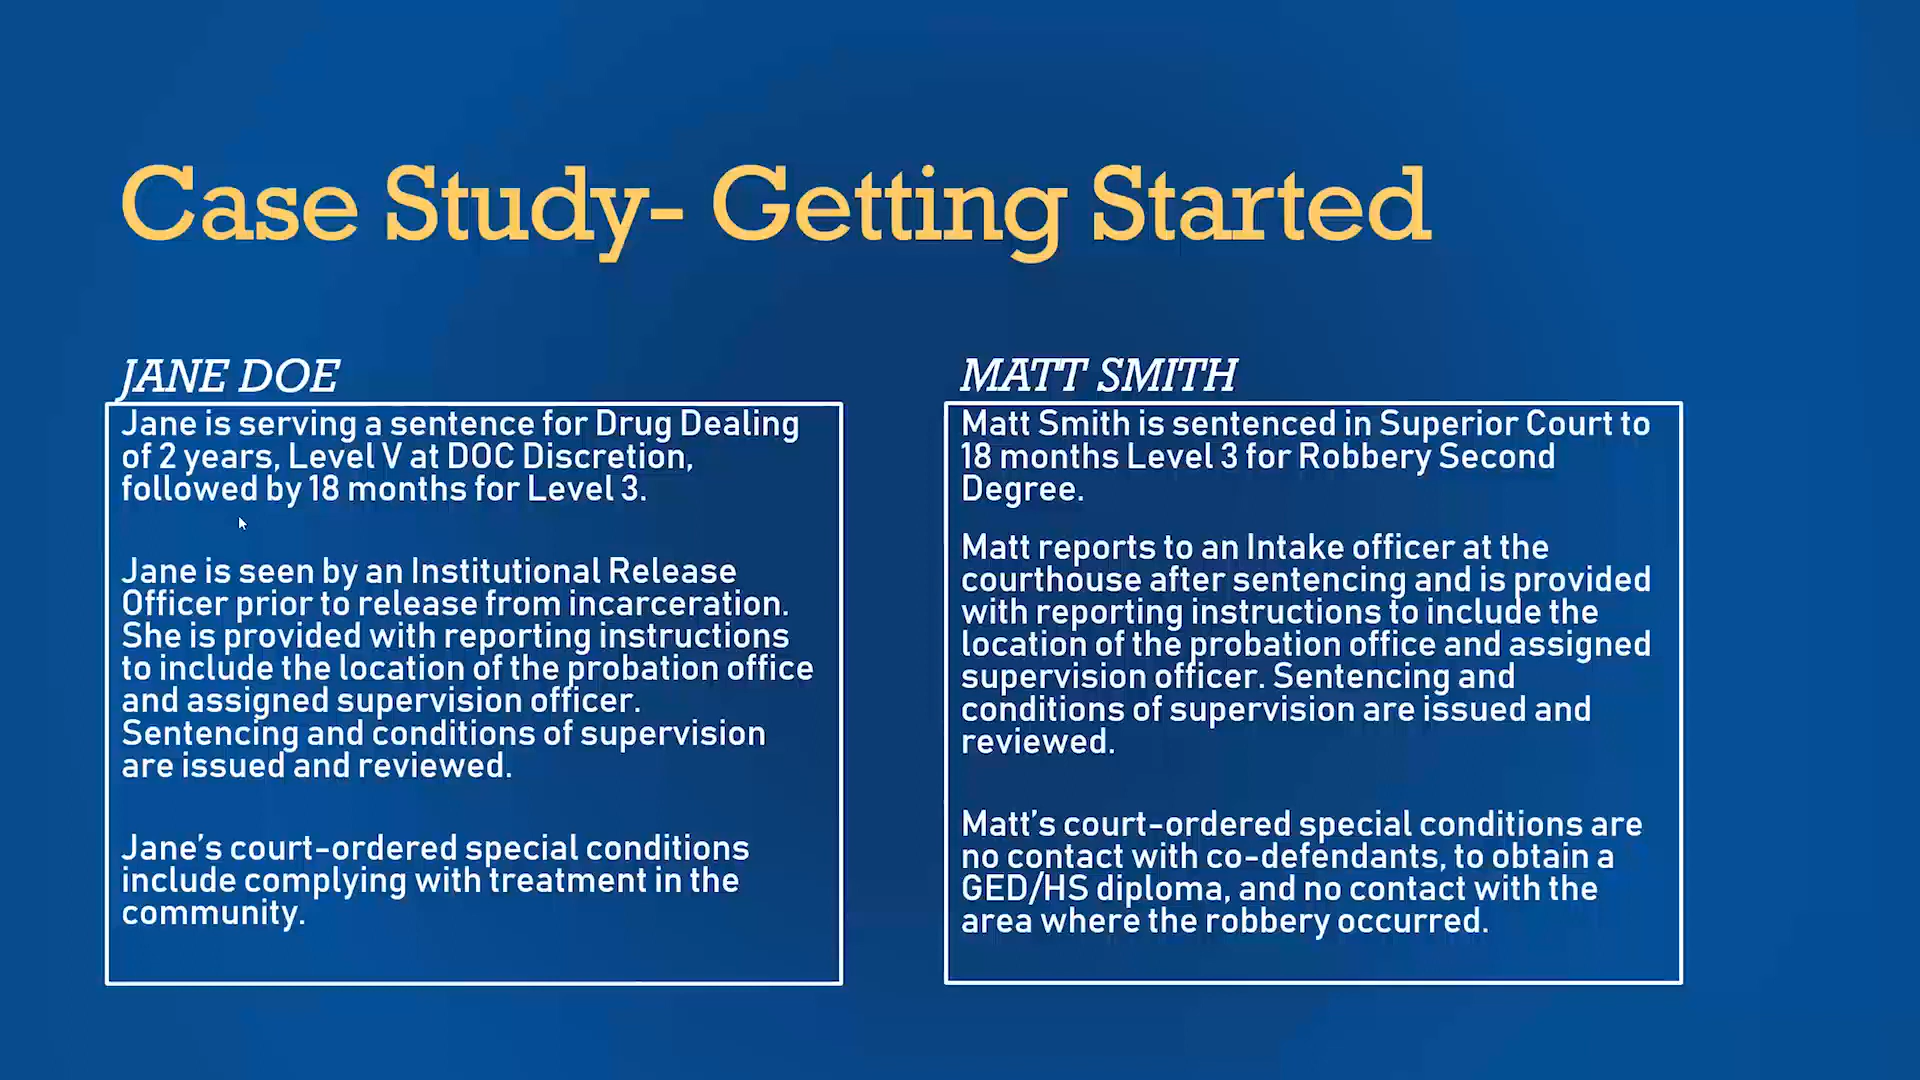 Case Study- Getting Started
JANE DOE
Jane is serving a sentence for Drug Dealing
of 2 years, Level V at DOC Discretion,
followed by 18 months for Level 3.
Jane is seen by an Institutional Release
Officer prior to release from incarceration.
She is provided with reporting instructions
to include the location of the probation office
and assigned supervision officer.
Sentencing and conditions of supervision
are issued and reviewed.
Jane's court-ordered special conditions
include complying with treatment in the
community.
MATT SMITH
Matt Smith is sentenced in Superior Court to
18 months Level 3 for Robbery Second
Degree.
Matt reports to an Intake officer at the
courthouse after sentencing and is provided
with reporting instructions to include the
location of the probation office and assigned
supervision officer. Sentencing and
conditions of supervision are issued and
reviewed.
Matt's court-ordered special conditions are
no contact with co-defendants, to obtain a
GED/HS diploma, and no contact with the
area where the robbery occurred.